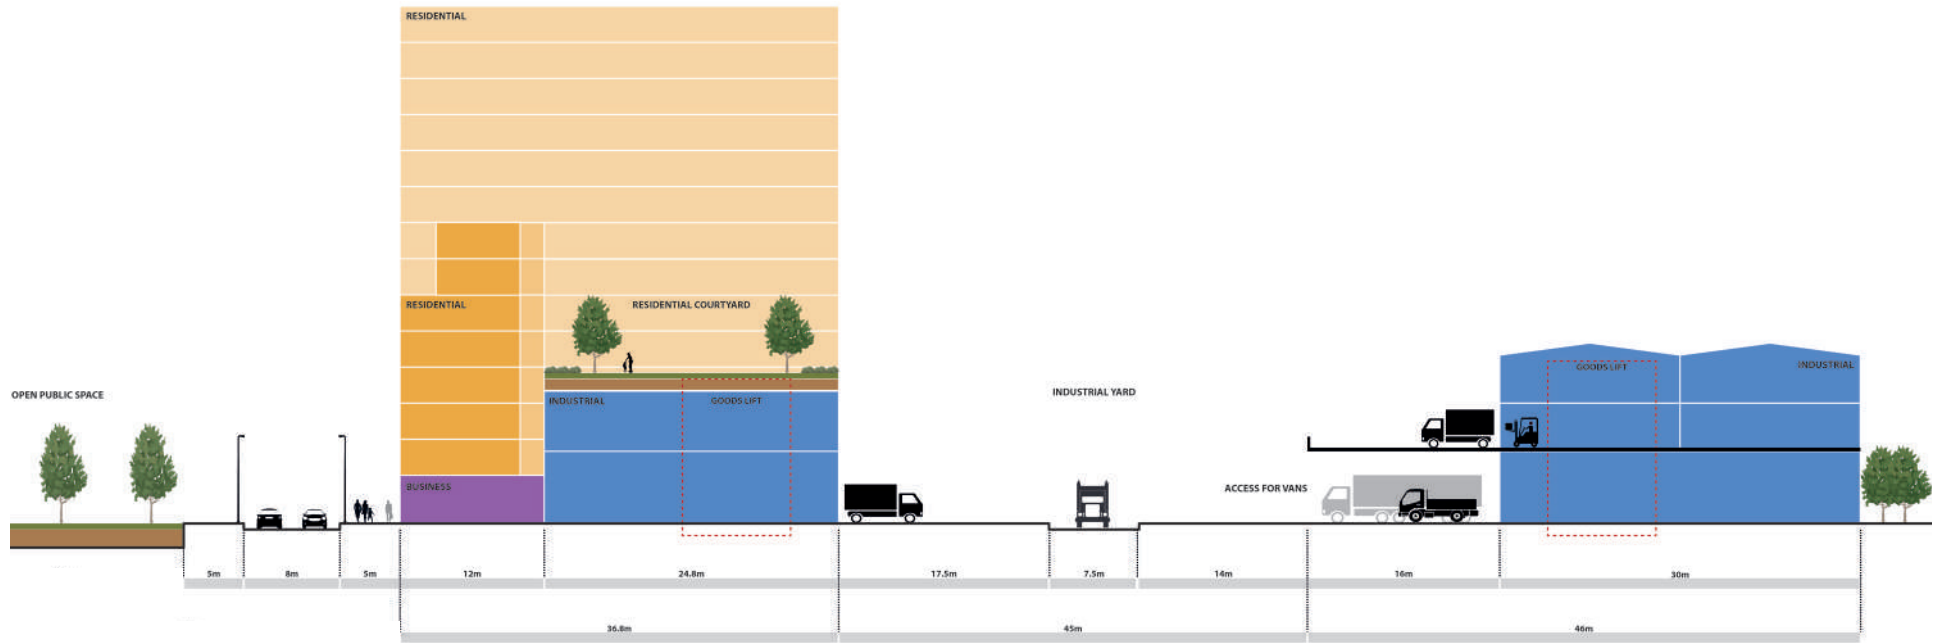 RESIDENTIAL
RESIDENTIAL
RESIDENTIAL COURTYARD
GOODS LIFT
INDUSTRIAL
OPEN PUBLIC SPACE
INDUSTRIAL
GOODS LIFT
INDUSTRIAL YARD
BUSINESS
ACCESS FOR VANS
5m
8m
5m
12m
24.8m
17.5m
7.5m
14m
16m
30m
36.8m
45m
46m